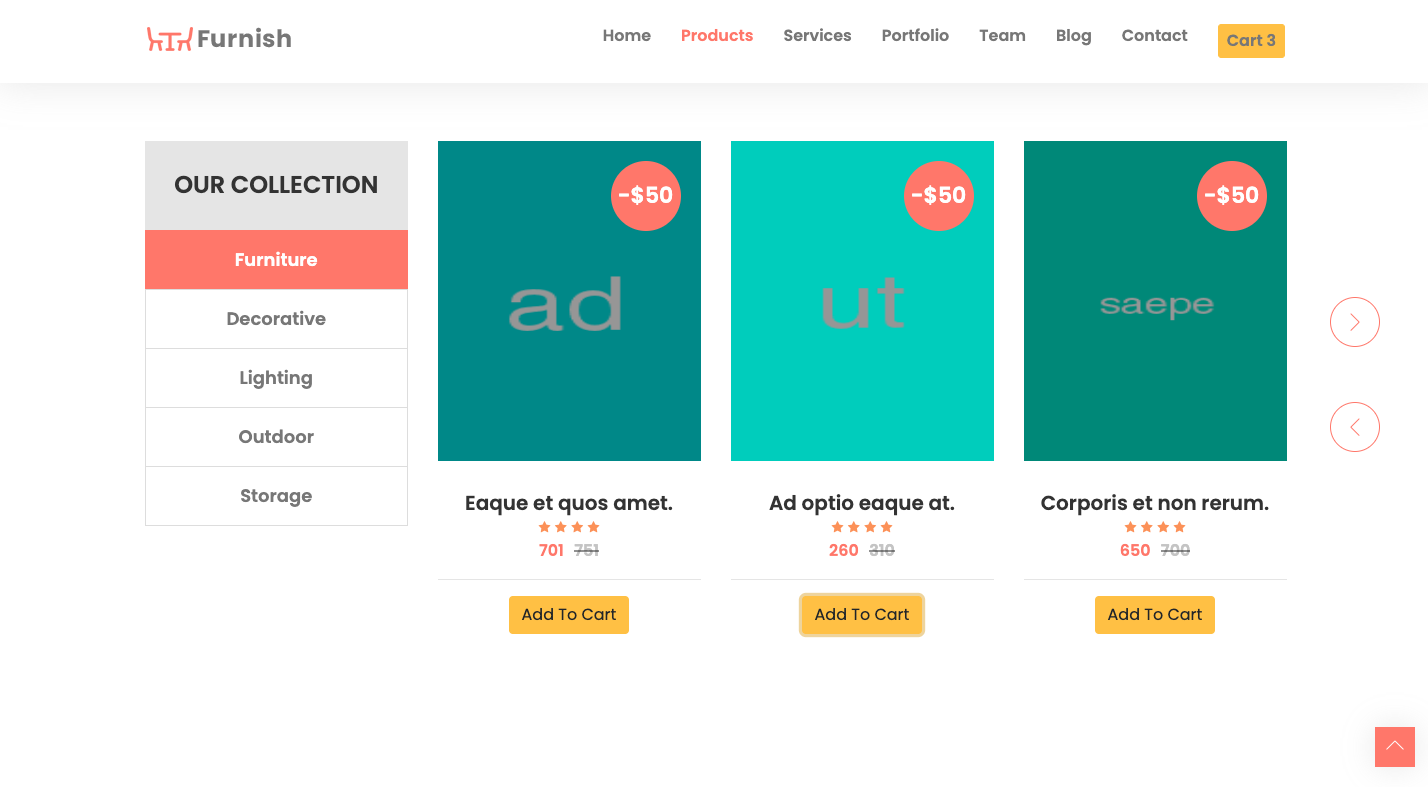 Furnish
Home
Products
Services
Portfolio
Team
Blog
Contact
Cart 3
OUR COLLECTION
Furniture
Decorative
Lighting
Outdoor
Storage
-$50
ad
Eaque et quos amet.
701 751
Add To Cart
-$50
ut
Ad optio eaque at.
260 310
Add To Cart
-$50
saepe
Corporis et non rerum.
650 700
Add To Cart